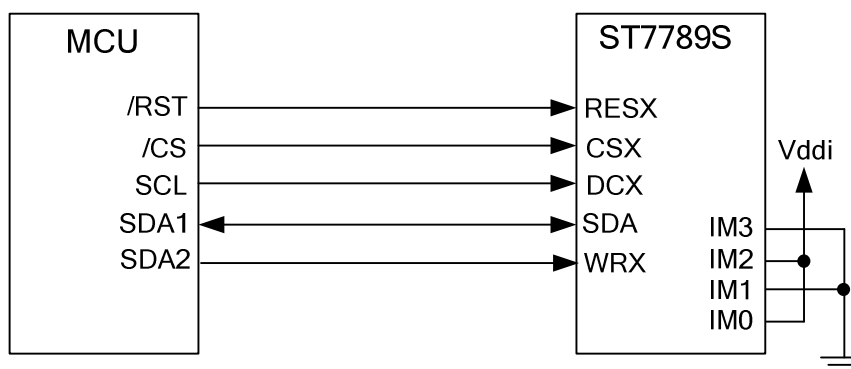 MCU
ST7789S
/RST
RESX
/CS
CSX
Vddi
SCL
DCX
SDA1
SDA
IM3
SDA2
WRX
IM2
IM1
IM0